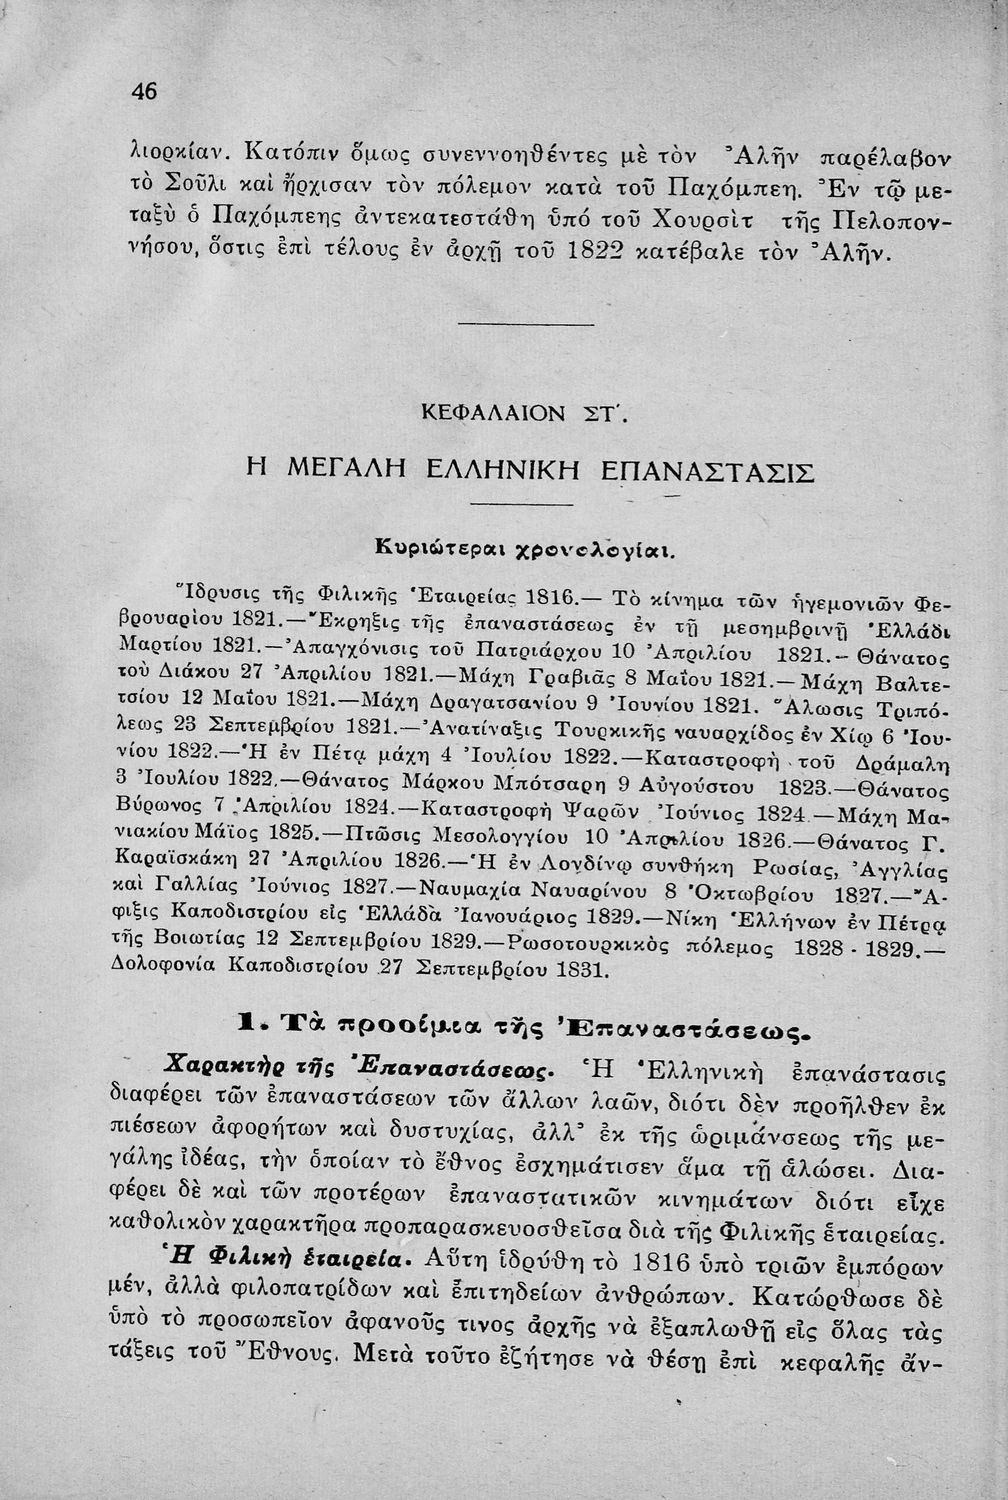 46
λιορκίαν. Κατόπιν ὅμως συνεννοηθέντες μὲ τὸν Ἀλῆν παρέλαβον
τὸ Σοῦλι καὶ ἤρχισαν τὸν πόλεμον κατὰ τοῦ Παχόμπεη. Ἐν τῷ με-
ταξὺ ὁ Παχόμπεης ἀντεκατεστάθη ὑπό τοῦ Χουρσὶτ τῆς Πελοπον-
νήσου, ὅστις ἐπὶ τέλους ἐν ἀρχῇ τοῦ 1822 κατέβαλε τὸν Ἀλῆν.
ΚΕΦΑΛΑΙΟΝ ΣΤ΄.
Η ΜΕΓΑΛΗ ΕΛΛΗΝΙΚΗ ΕΠΑΝΑΣΤΑΣΙΣ
Κυριώτεραι χρονολογίαι.
Ἵδρυσις τῆς Φιλικῆς Ἑταιρείας 1816.— Τὸ κίνημα τῶν ἡγεμονιῶν Φε-
βρουαρίου 1821.—Ἔκρηξις τῆς ἐπαναστάσεως ἐν τῇ μεσημβρινῇ Ἑλλάδι
Μαρτίου 1821.—Ἀπαγχόνισις τοῦ Πατριάρχου 10 Ἀπριλίου 1821.— Θάνατος
τοῦ Διάκου 27 Ἀπριλίου 1821.—Μάχη Γραβιᾶς 8 Μαΐου 1821.—Μάχη Βαλτε-
τσίου 12 Μαΐου 1821.—Μάχη Δραγατσανίου 9 Ἰουνίου 1821. Ἅλωσις Τριπό-
λεως 23 Σεπτεμβρίου 1821.—Ἀνατίναξις Τουρκικῆς ναυαρχίδος ἐν Χίῳ 6 Ἰου-
νίου 1822.—Ἡ ἐν Πέτᾳ μάχη 4 Ἰουλίου 1822.—Καταστροφὴ τοῦ Δράμαλη
3 Ἰουλίου 1822.—Θάνατος Μάρκου Μπότσαρη 9 Αὐγούστου 1823.—Θάνατος
Βύρωνος 7 Ἀπριλίου 1824.—Καταστροφὴ Ψαρῶν Ἰούνιος 1824.—Μάχη Μα-
νιακίου Μάϊος 1825.—Πτῶσις Μεσολογγίου 10 Ἀπριλίου 1826.—Θάνατος Γ.
Καραϊσκάκη 27 Ἀπριλίου 1826.—Ἡ ἐν Λονδίνῳ συνθήκη Ρωσίας, Ἀγγλίας
καὶ Γαλλίας Ἰούνιος 1827.—Ναυμαχία Ναυαρίνου 8 Ὀκτωβρίου 1827.—Ἄ-
φιξις Καποδιστρίου εἰς Ἑλλάδα Ἰανουάριος 1829.—Νίκη Ἑλλήνων ἐν Πέτρᾳ
τῆς Βοιωτίας 12 Σεπτεμβρίου 1829.—Ρωσοτουρκικὸς πόλεμος 1828 - 1829.—
Δολοφονία Καποδιστρίου 27 Σεπτεμβρίου 1831.
1. Τὰ προοίμια τῆς Ἐπαναστάσεως.
Χαρακτὴρ τῆς Ἐπαναστάσεως. Ἡ Ἑλληνικὴ ἐπανάστασις
διαφέρει τῶν ἐπαναστάσεων τῶν ἄλλων λαῶν, διότι δὲν προῆλθεν ἐκ
πιέσεων ἀφορήτων καὶ δυστυχίας, ἀλλ' ἐκ τῆς ὡριμάνσεως τῆς με-
γάλης ἰδέας, τὴν ὁποίαν τὸ ἔθνος ἐσχημάτισεν ἅμα τῇ ἁλώσει. Δια-
φέρει δὲ καὶ τῶν προτέρων ἐπαναστατικῶν κινημάτων διότι εἶχε
καθολικὸν χαρακτῆρα προπαρασκευοσθεῖσα διὰ τῆς Φιλικῆς ἑταιρείας.
Ἡ Φιλικὴ ἑταιρεία. Αὕτη ἱδρύθη τὸ 1816 ὑπὸ τριῶν ἐμπόρων
μέν, ἀλλὰ φιλοπατρίδων καὶ ἐπιτηδείων ἀνθρώπων. Κατώρθωσε δὲ
ὑπὸ τὸ προσωπεῖον ἀφανοῦς τινος ἀρχῆς νὰ ἐξαπλωθῇ εἰς ὅλας τὰς
τάξεις τοῦ Ἔθνους. Μετὰ τοῦτο ἐζήτησε νὰ θέσῃ ἐπὶ κεφαλῆς ἄν-